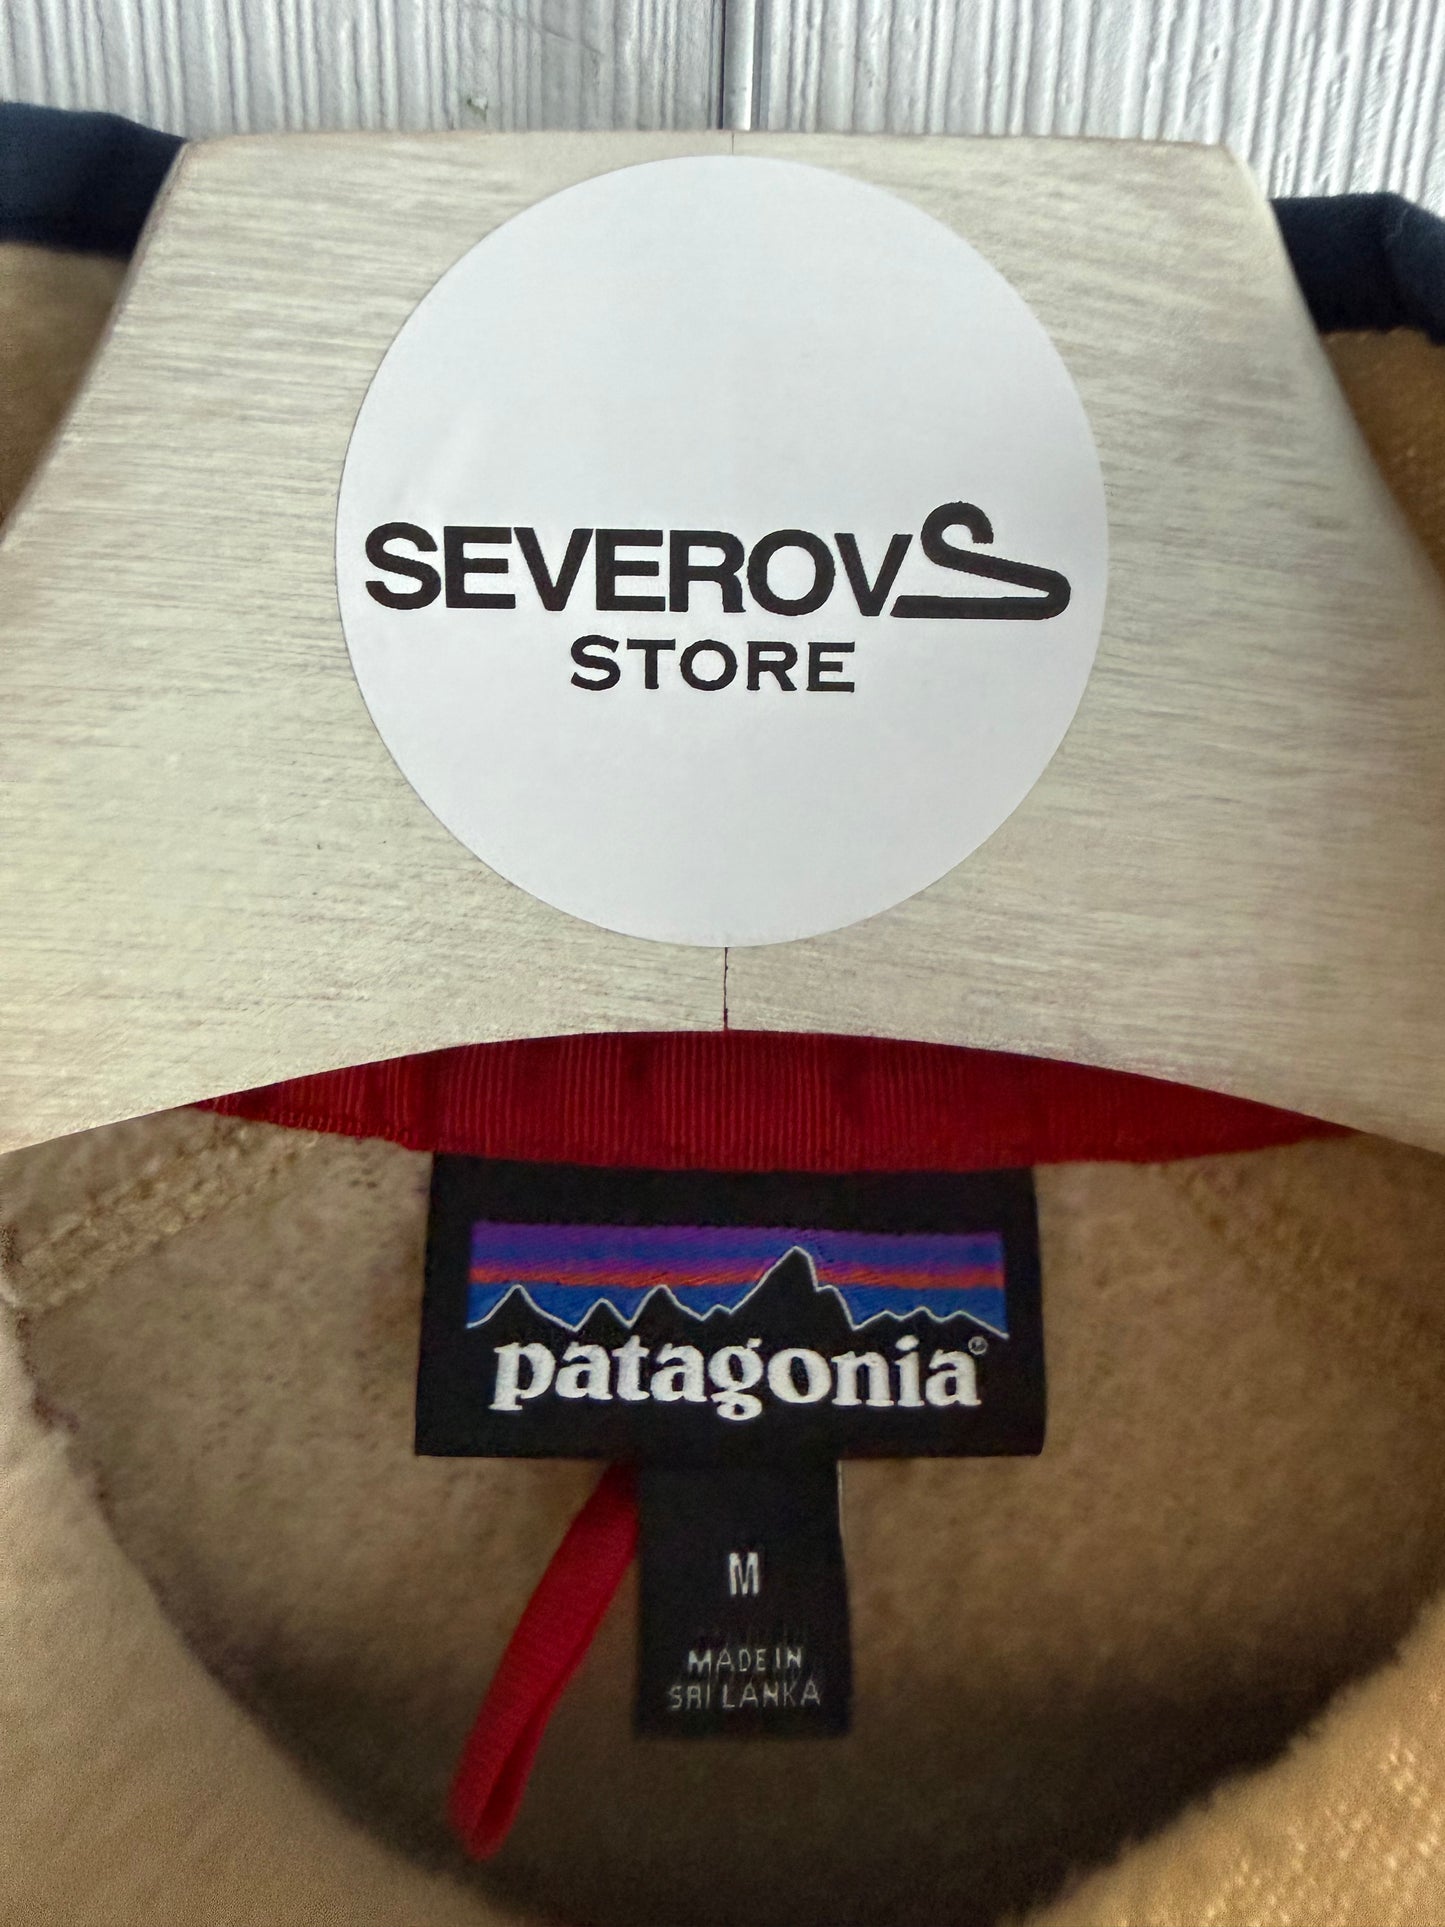 SEVEROVS
STORE
patagonia®
M
MADE IN
SRI LANKA